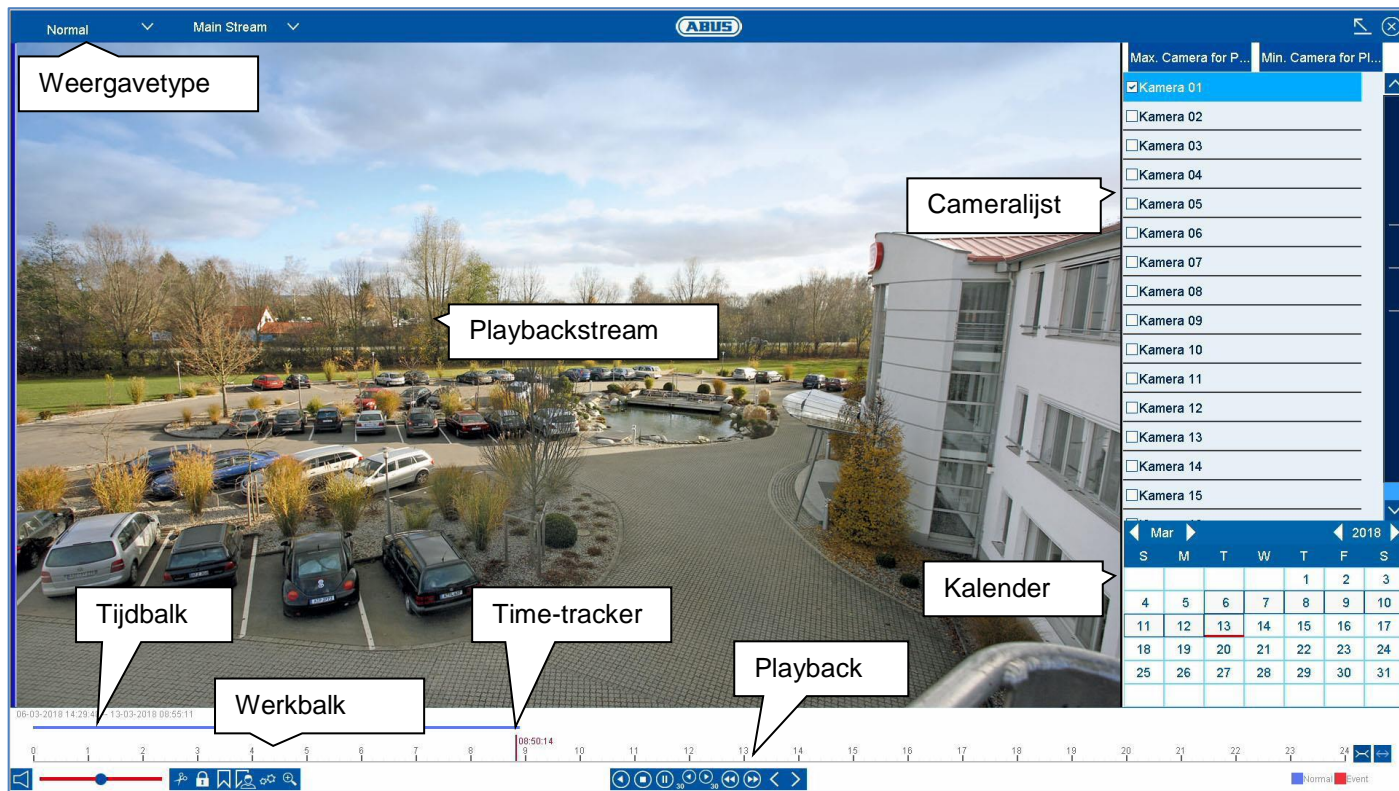 Normal
Main Stream
ABUS
Weergavetype
Max. Camera for P...
Min. Camera for Pl...
Kamera 01
Kamera 02
Kamera 03
Kamera 04
Kamera 05
Kamera 06
Kamera 07
Kamera 08
Kamera 09
Kamera 10
Kamera 11
Kamera 12
Kamera 13
Kamera 14
Kamera 15
Cameralijst
Playbackstream
Mar 2018
S M T W T F S
1 2 3
4 5 6 7 8 9 10
11 12 13 14 15 16 17
18 19 20 21 22 23 24
25 26 27 28 29 30 31
Kalender
Tijdbalk
Time-tracker
Playback
Werkbalk
13-03-2018 08:55:11
08:50:14
0 1 2 3 4 5 6 7 8 9 10 11 12 13 14 15 16 17 18 19 20 21 22 23 24
30 30
Normal Event